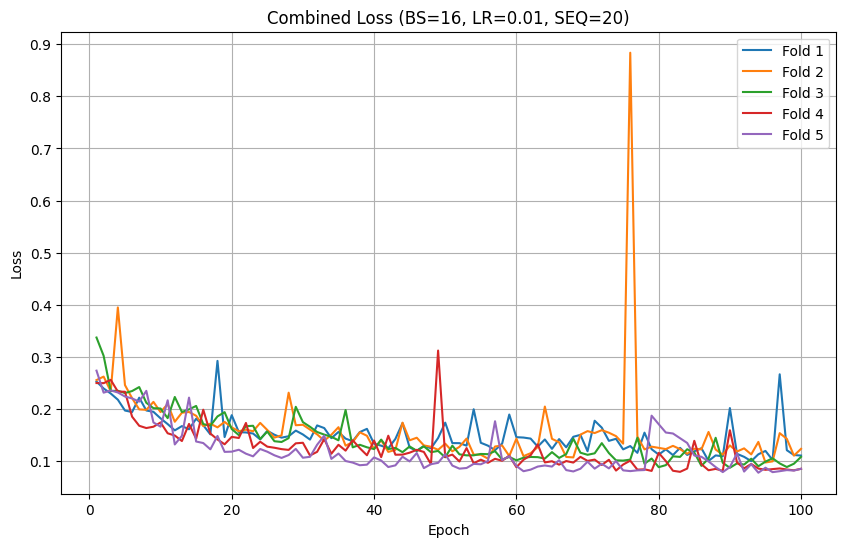 Combined Loss (BS=16, LR=0.01, SEQ=20)
Loss
0.9
0.8
0.7
0.6
0.5
0.4
0.3
0.2
0.1
Fold 1
Fold 2
Fold 3
Fold 4
Fold 5
0 20 40 60 80 100
Epoch